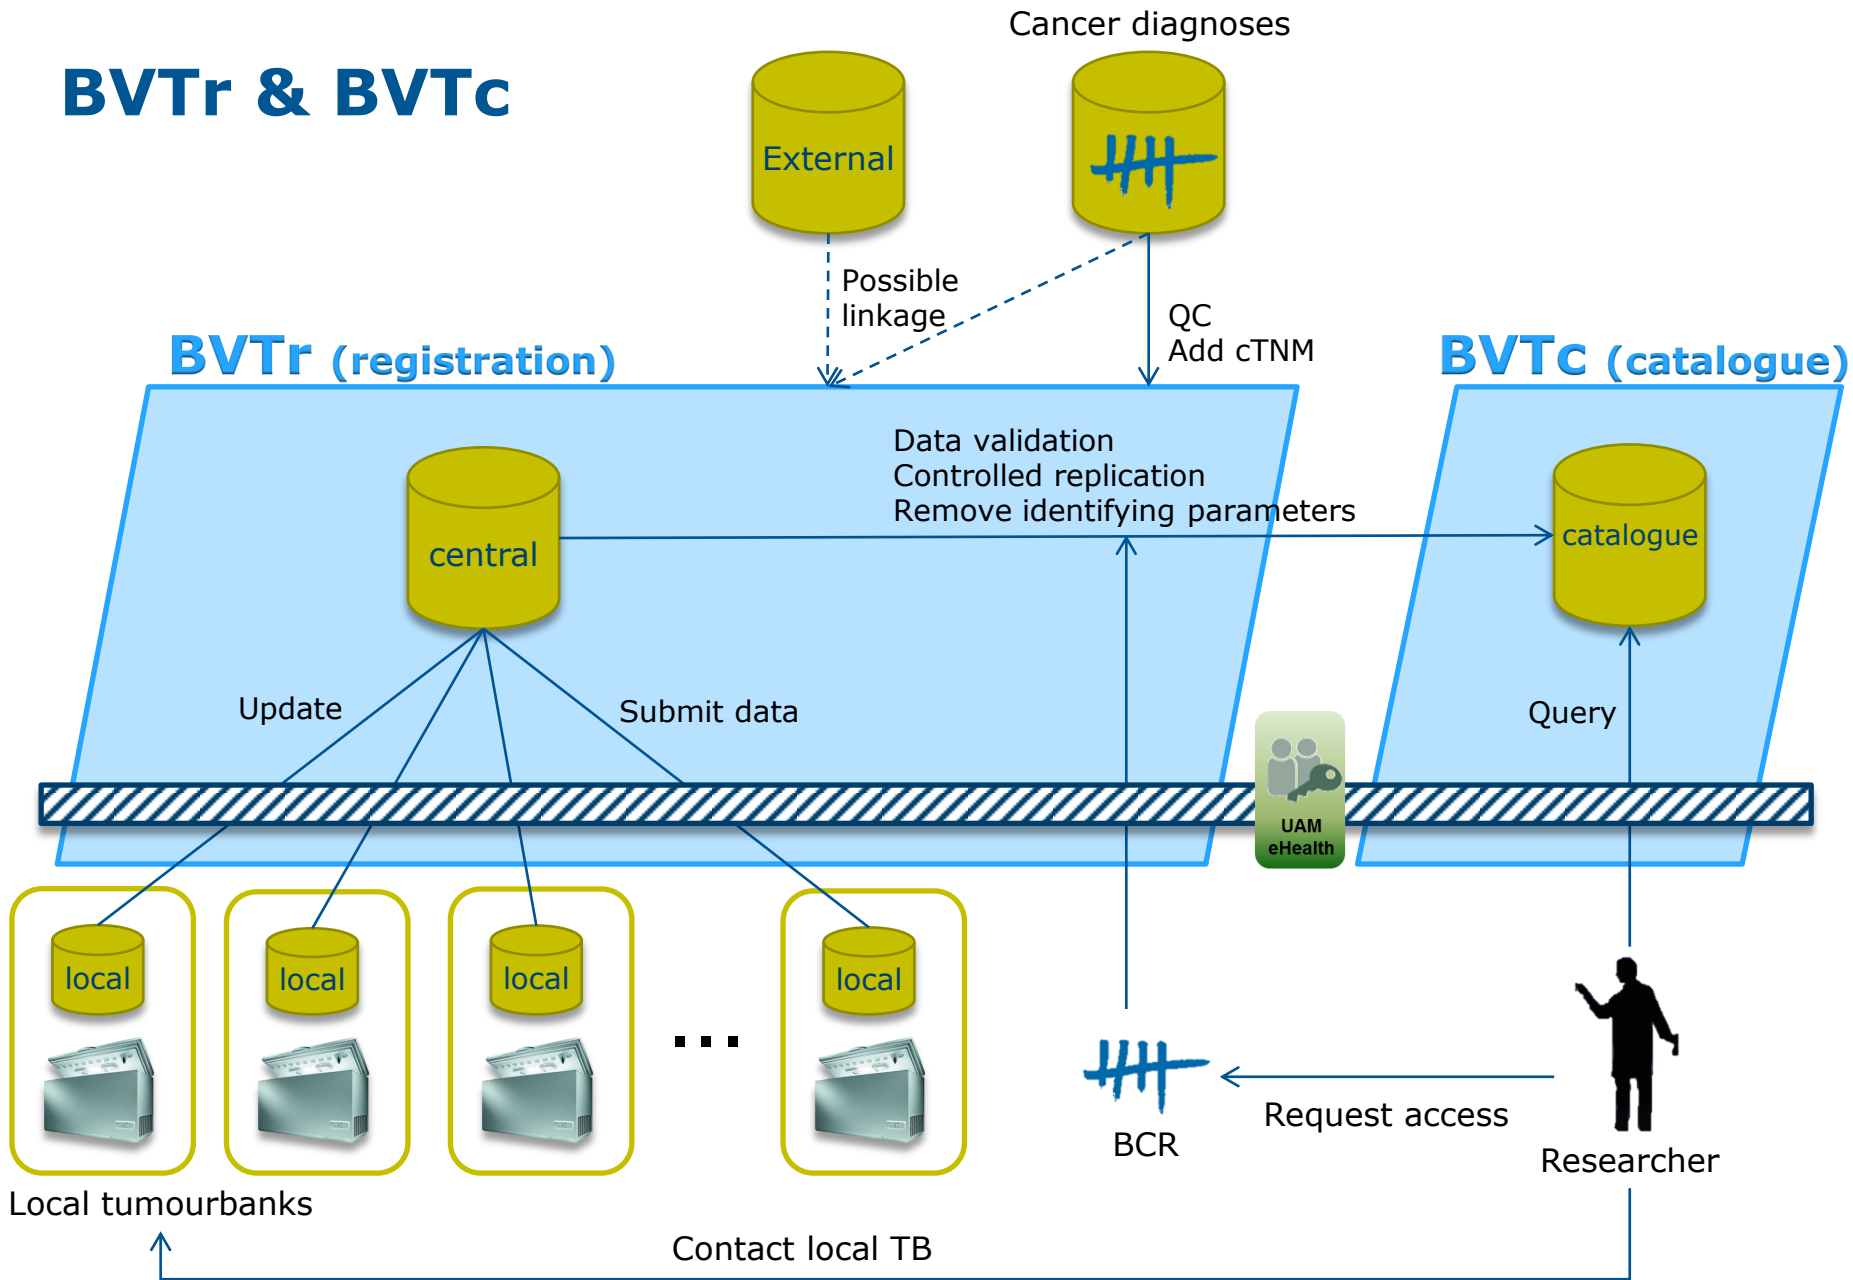 Cancer diagnoses
BVTr & BVTc
External
Possible
linkage
QC
Add cTNM
BVTr (registration)
BVTc (catalogue)
Data validation
Controlled replication
Remove identifying parameters
central
catalogue
Update
Submit data
Query
UAM
eHealth
local
local
local
local
...
Request access
BCR
Researcher
Local tumourbanks
Contact local TB